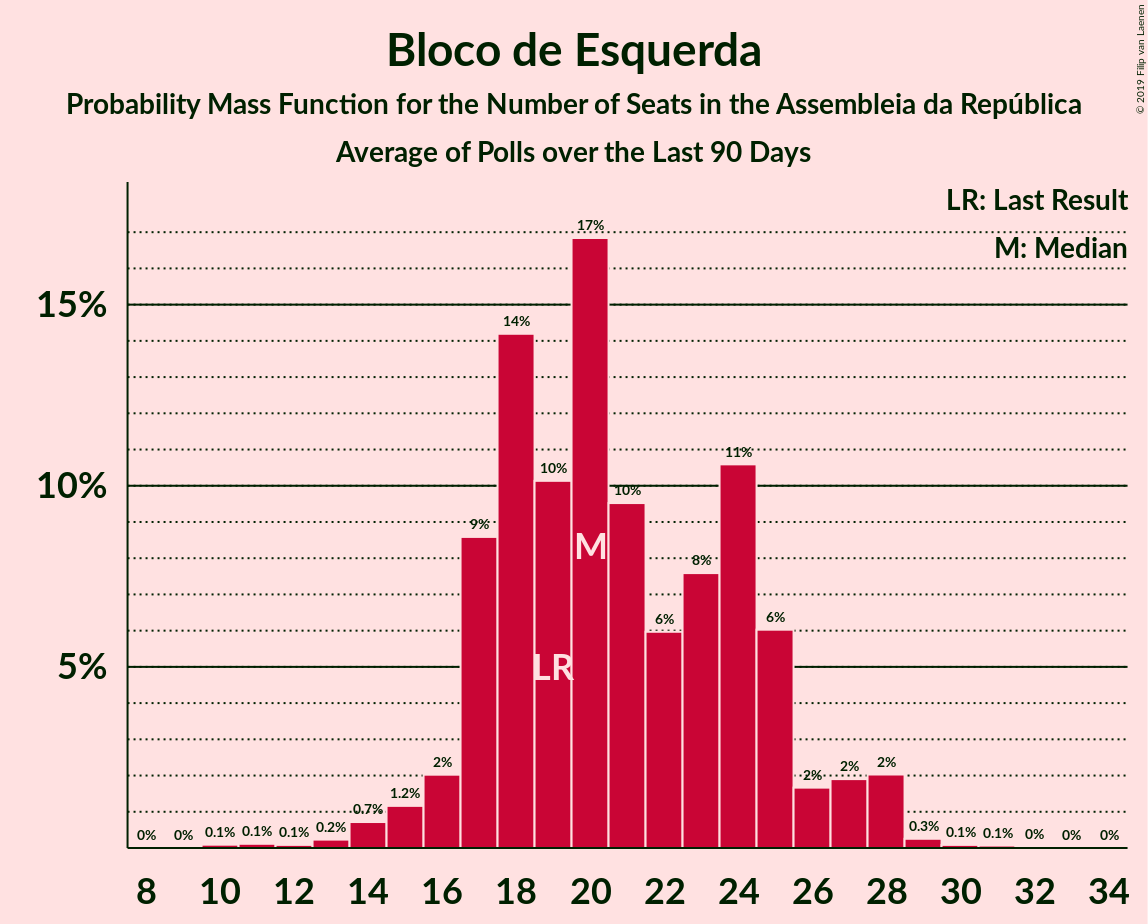 Bloco de Esquerda
Probability Mass Function for the Number of Seats in the Assembleia da República
Average of Polls over the Last 90 Days
© 2019 Filip van Laenen
LR: Last Result
M: Median
15%
10%
5%
0% 0% 0.1% 0.1% 0.1% 0.2% 0.7% 1.2% 2% 9% 14% 10% 17% 10% 6% 8% 11% 6% 2% 2% 2% 0.3% 0.1% 0.1% 0% 0% 0%
M
LR
8 10 12 14 16 18 20 22 24 26 28 30 32 34